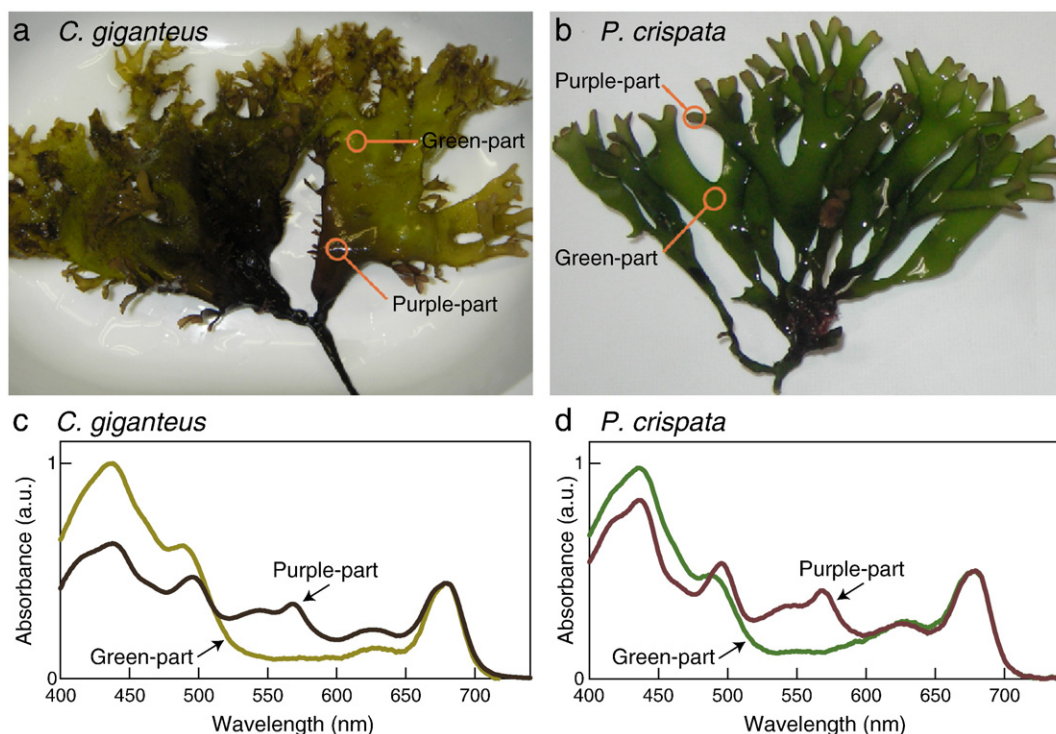 a C. giganteus
Green-part
Purple-part
b P. crispata
Purple-part
Green-part
c C. giganteus
1
Absorbance (a.u.)
Purple-part
Green-part
0
400 450 500 550 600 650 700
Wavelength (nm)
d P. crispata
1
Absorbance (a.u.)
Purple-part
Green-part
0
400 450 500 550 600 650 700
Wavelength (nm)